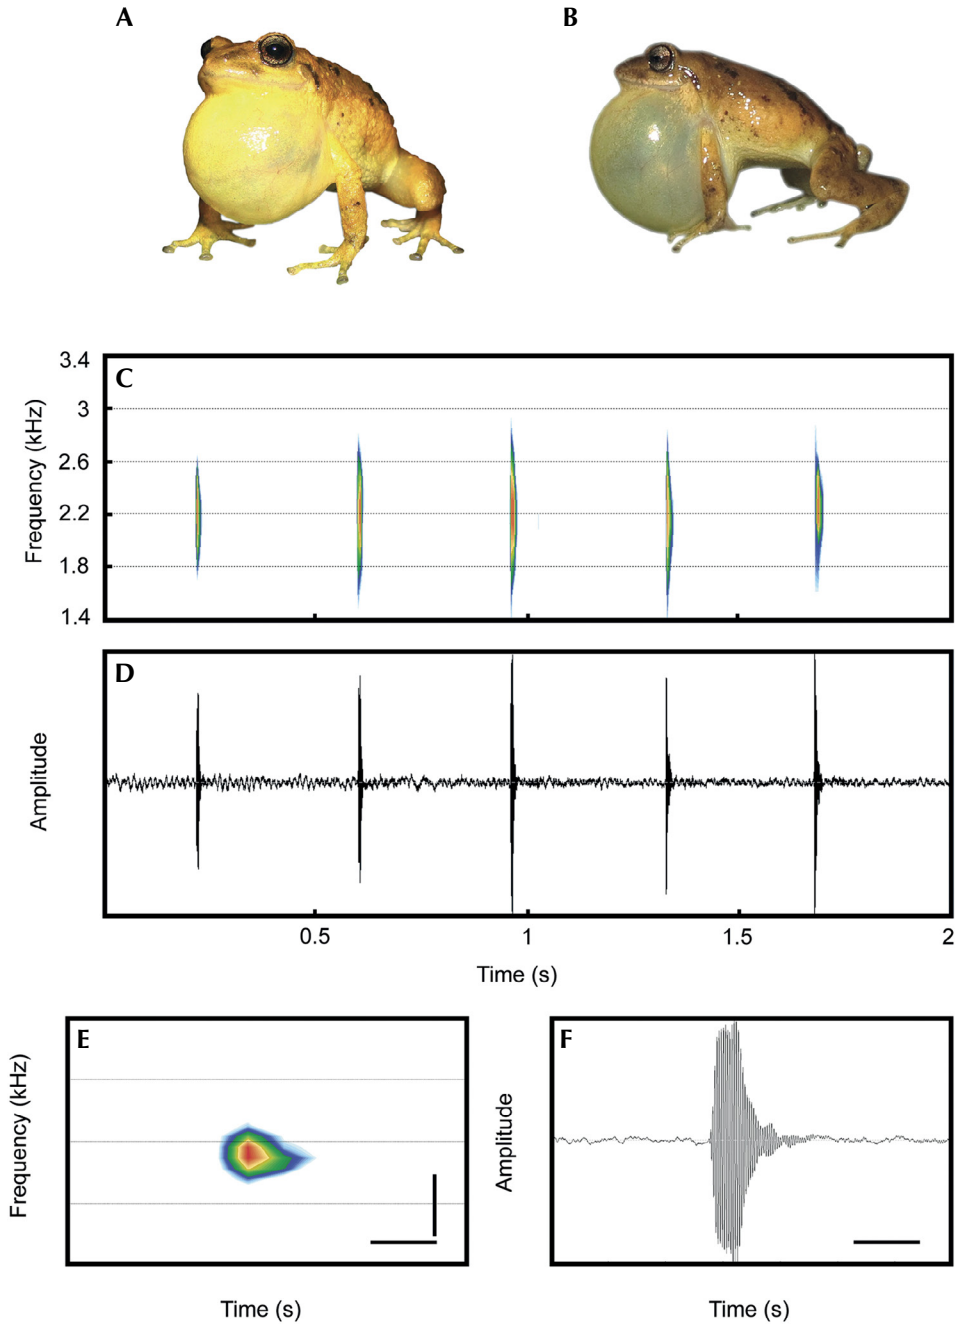 A
B
C
Frequency (kHz)
3.4
3
2.6
2.2
1.8
1.4
D
Amplitude
0.5
1
1.5
2
Time (s)
E
Frequency (kHz)
Time (s)
F
Amplitude
Time (s)